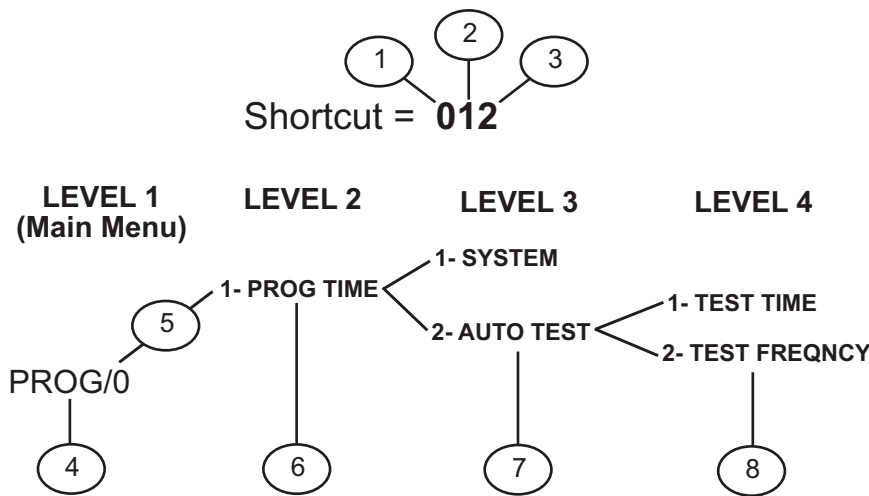 2
1
3
Shortcut = 012
LEVEL 1
(Main Menu)
LEVEL 2
LEVEL 3
LEVEL 4
1- SYSTEM
1- PROG TIME
1- TEST TIME
5
2- AUTO TEST
2- TEST FREQNCY
PROG/0
4
6
7
8